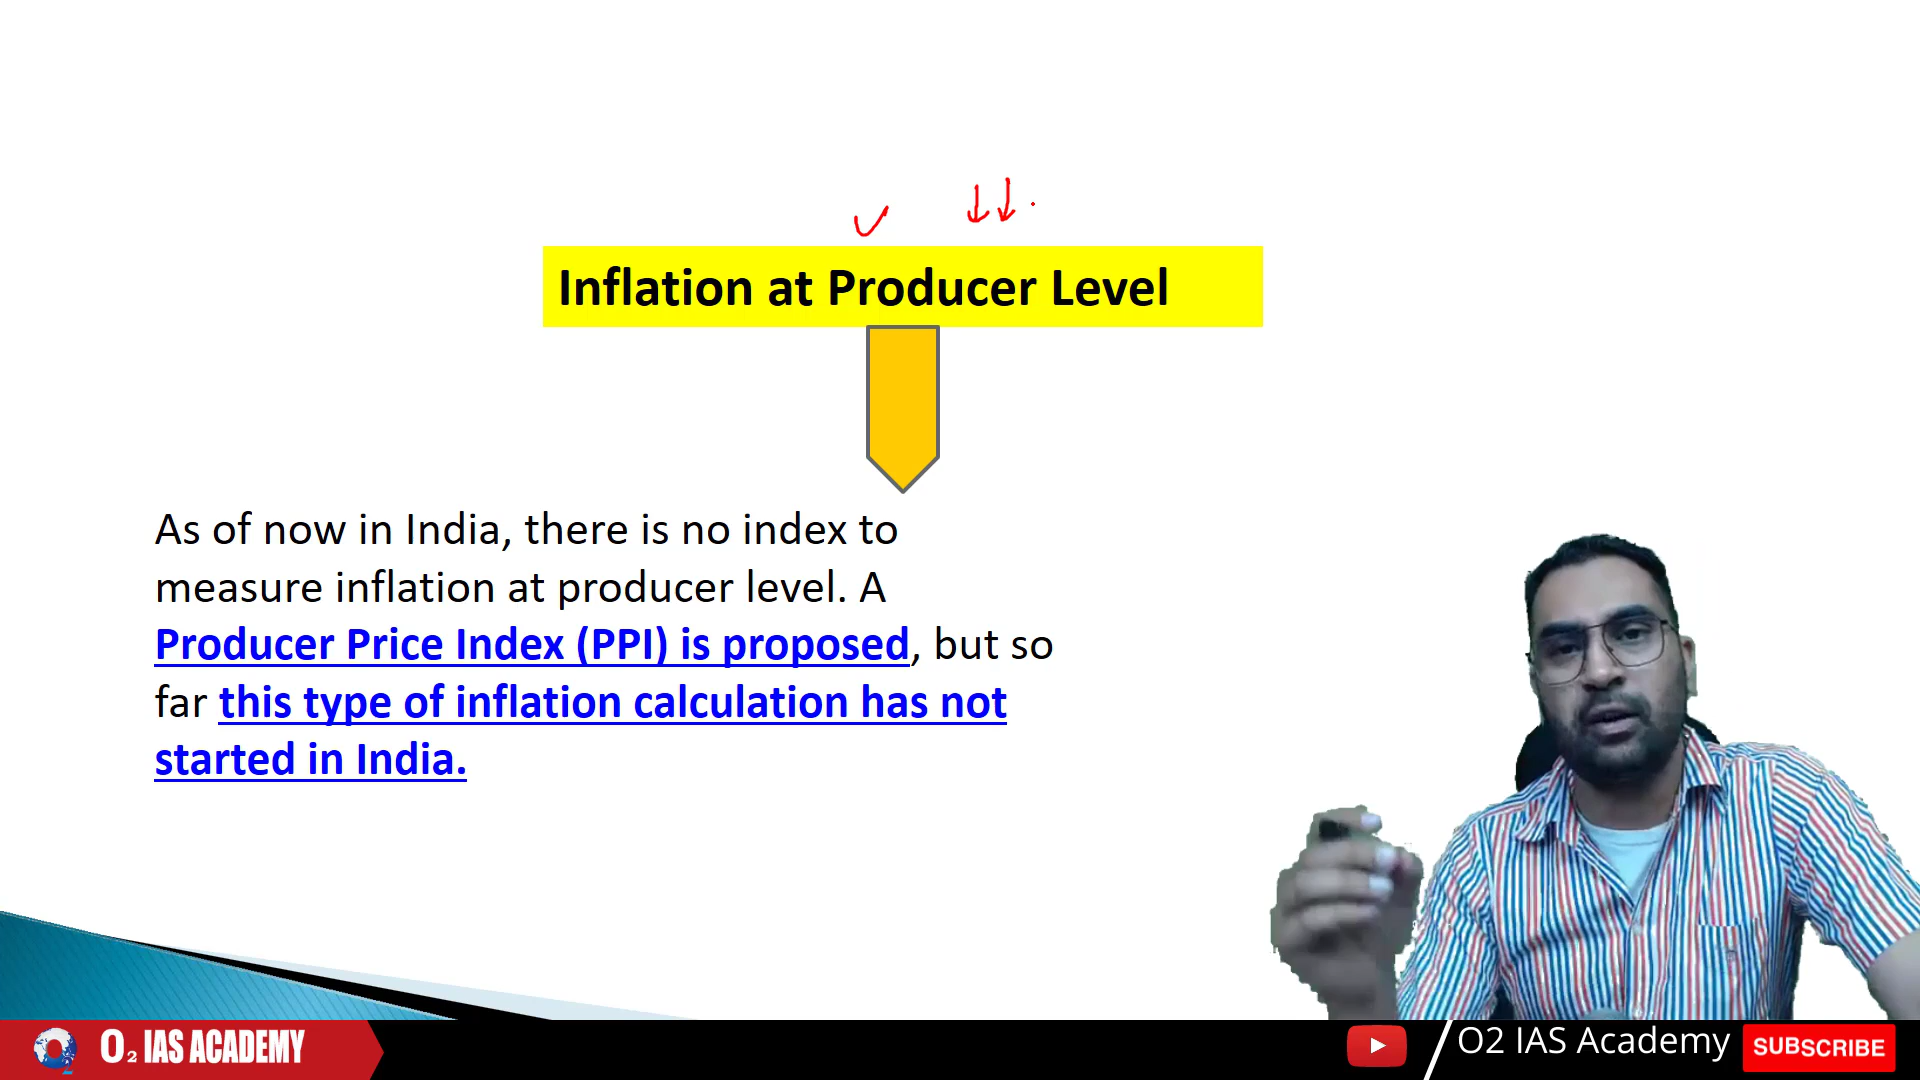 Inflation at Producer Level
As of now in India, there is no index to
measure inflation at producer level. A
Producer Price Index (PPI) is proposed, but so
far this type of inflation calculation has not
started in India.
O2 IAS ACADEMY
O2 IAS Academy
SUBSCRIBE